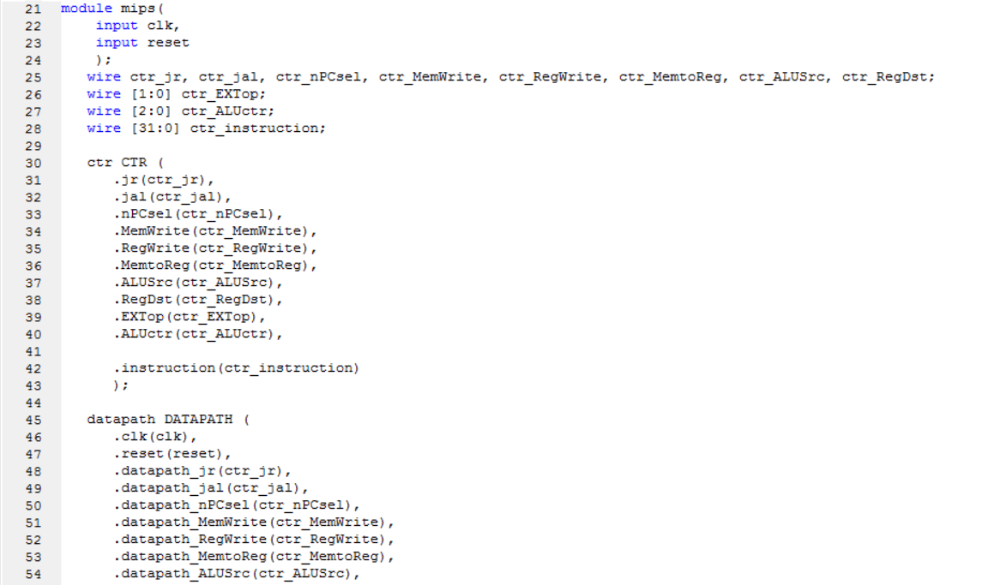 21 module mips(
22 input clk,
23 input reset
24 );
25 wire ctr_jr, ctr_jal, ctr_nPCsel, ctr_MemWrite, ctr_RegWrite, ctr_MemtoReg, ctr_ALUSrc, ctr_RegDst;
26 wire [1:0] ctr_EXTop;
27 wire [2:0] ctr_ALUctr;
28 wire [31:0] ctr_instruction;
29
30 ctr CTR (
31 .jr(ctr_jr),
32 .jal(ctr_jal),
33 .nPCsel(ctr_nPCsel),
34 .MemWrite(ctr_MemWrite),
35 .RegWrite(ctr_RegWrite),
36 .MemtoReg(ctr_MemtoReg),
37 .ALUSrc(ctr_ALUSrc),
38 .RegDst(ctr_RegDst),
39 .EXTop(ctr_EXTop),
40 .ALUctr(ctr_ALUctr),
41
42 .instruction(ctr_instruction)
43 );
44
45 datapath DATAPATH (
46 .clk(clk),
47 .reset(reset),
48 .datapath_jr(ctr_jr),
49 .datapath_jal(ctr_jal),
50 .datapath_nPCsel(ctr_nPCsel),
51 .datapath_MemWrite(ctr_MemWrite),
52 .datapath_RegWrite(ctr_RegWrite),
53 .datapath_MemtoReg(ctr_MemtoReg),
54 .datapath_ALUSrc(ctr_ALUSrc),